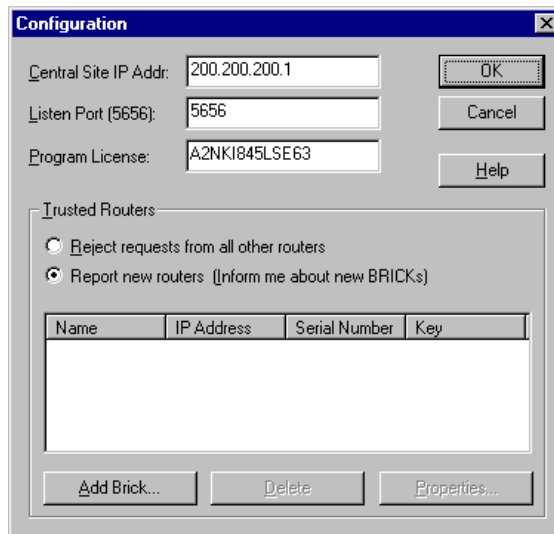 Configuration
Central Site IP Addr: 200.200.200.1 OK
Listen Port (5656): 5656 Cancel
Program License: A2NKI845LSE63
Help
Trusted Routers
Reject requests from all other routers
Report new routers (Inform me about new BRICKs)
Name IP Address Serial Number Key
Add Brick... Delete Properties...